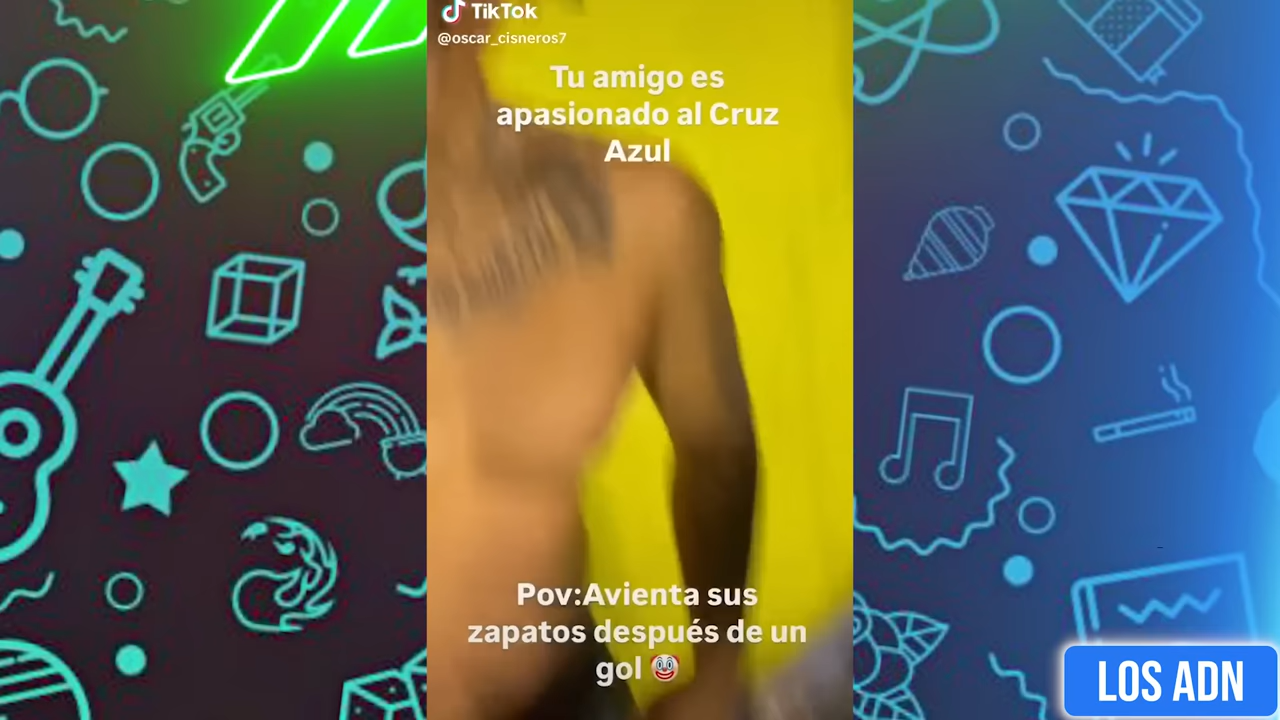 TikTok
@oscar_cisneros7
Tu amigo es
apasionado al Cruz
Azul
Pov:Avienta sus
zapatos después de un
gol 🤡
LOS ADN